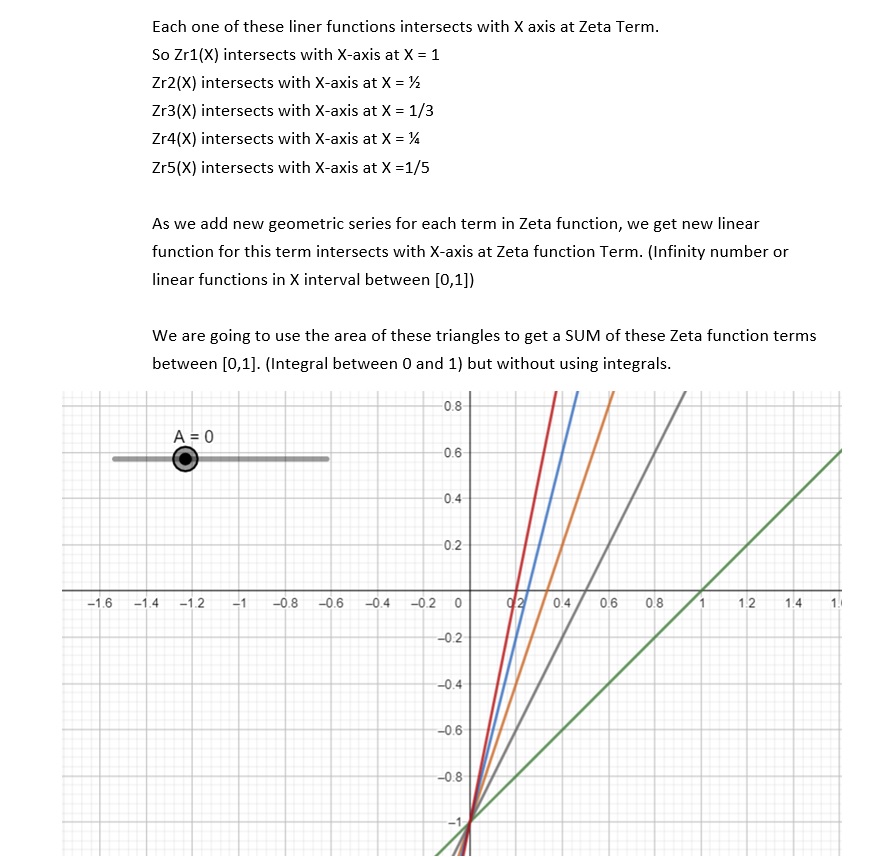 Each one of these liner functions intersects with X axis at Zeta Term.
So Zr1(X) intersects with X-axis at X = 1
Zr2(X) intersects with X-axis at X = ½
Zr3(X) intersects with X-axis at X = 1/3
Zr4(X) intersects with X-axis at X = ¼
Zr5(X) intersects with X-axis at X =1/5
As we add new geometric series for each term in Zeta function, we get new linear
function for this term intersects with X-axis at Zeta function Term. (Infinity number or
linear functions in X interval between [0,1])
We are going to use the area of these triangles to get a SUM of these Zeta function terms
between [0,1]. (Integral between 0 and 1) but without using integrals.
0.8
A = 0
0.6
0.4
0.2
−1.6 −1.4 −1.2 −1 −0.8 −0.6 −0.4 −0.2 0 0.2 0.4 0.6 0.8 1 1.2 1.4
−0.2
−0.4
−0.6
−0.8
−1